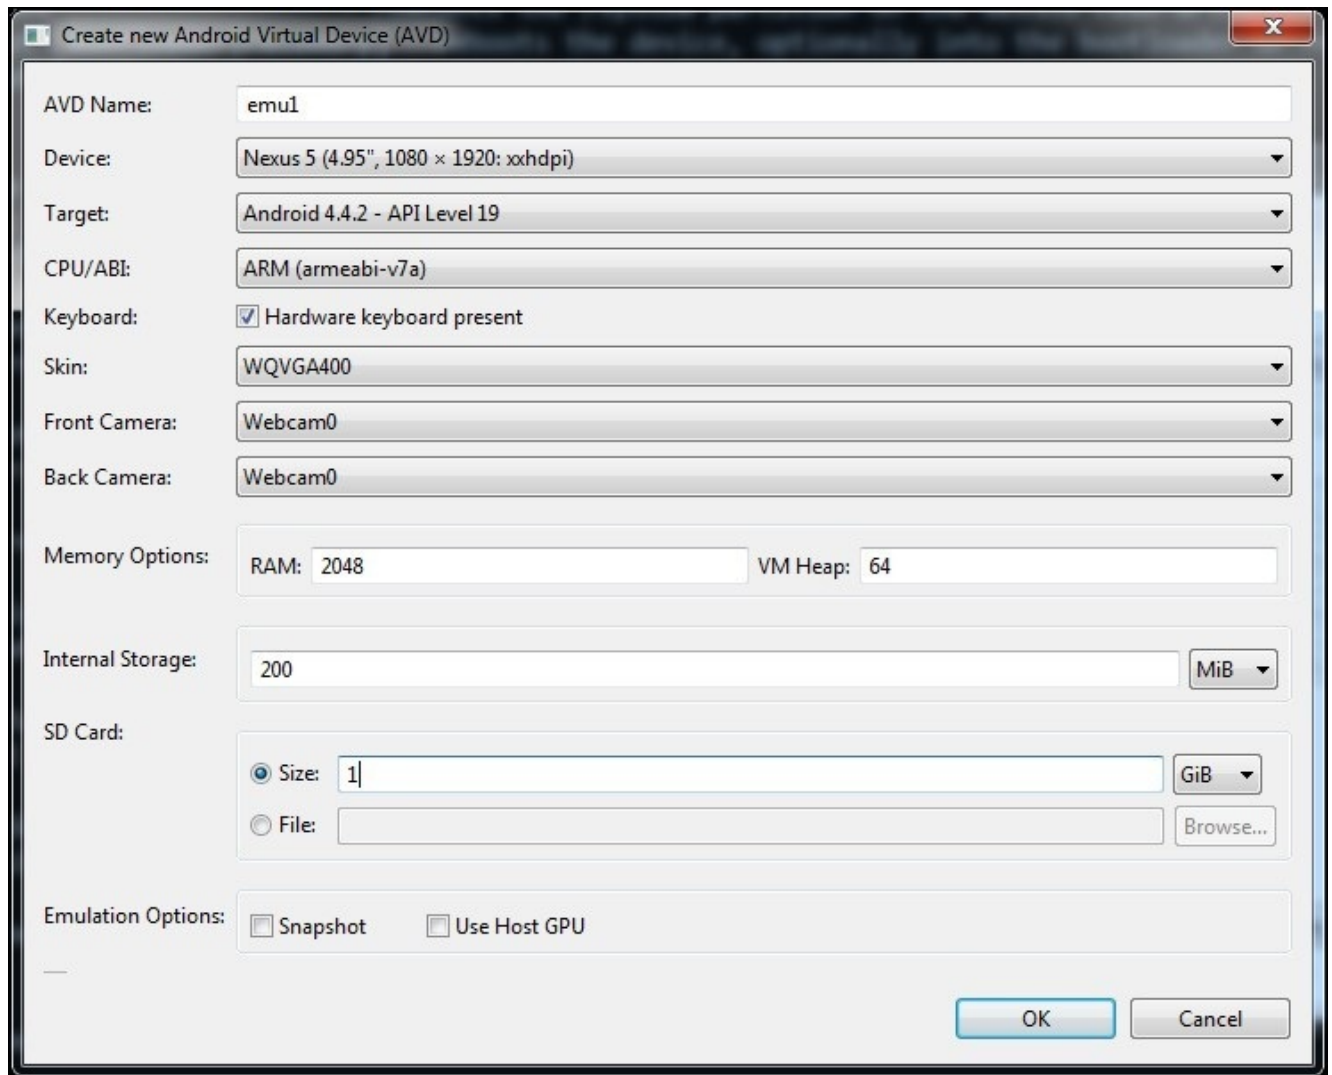 Create new Android Virtual Device (AVD)
AVD Name: emu1
Device: Nexus 5 (4.95", 1080 × 1920: xxhdpi)
Target: Android 4.4.2 - API Level 19
CPU/ABI: ARM (armeabi-v7a)
Keyboard: Hardware keyboard present
Skin: WQVGA400
Front Camera: Webcam0
Back Camera: Webcam0
Memory Options: RAM: 2048 VM Heap: 64
Internal Storage: 200 MiB
SD Card:
Size: 1 GiB
File: Browse...
Emulation Options: Snapshot Use Host GPU
OK Cancel